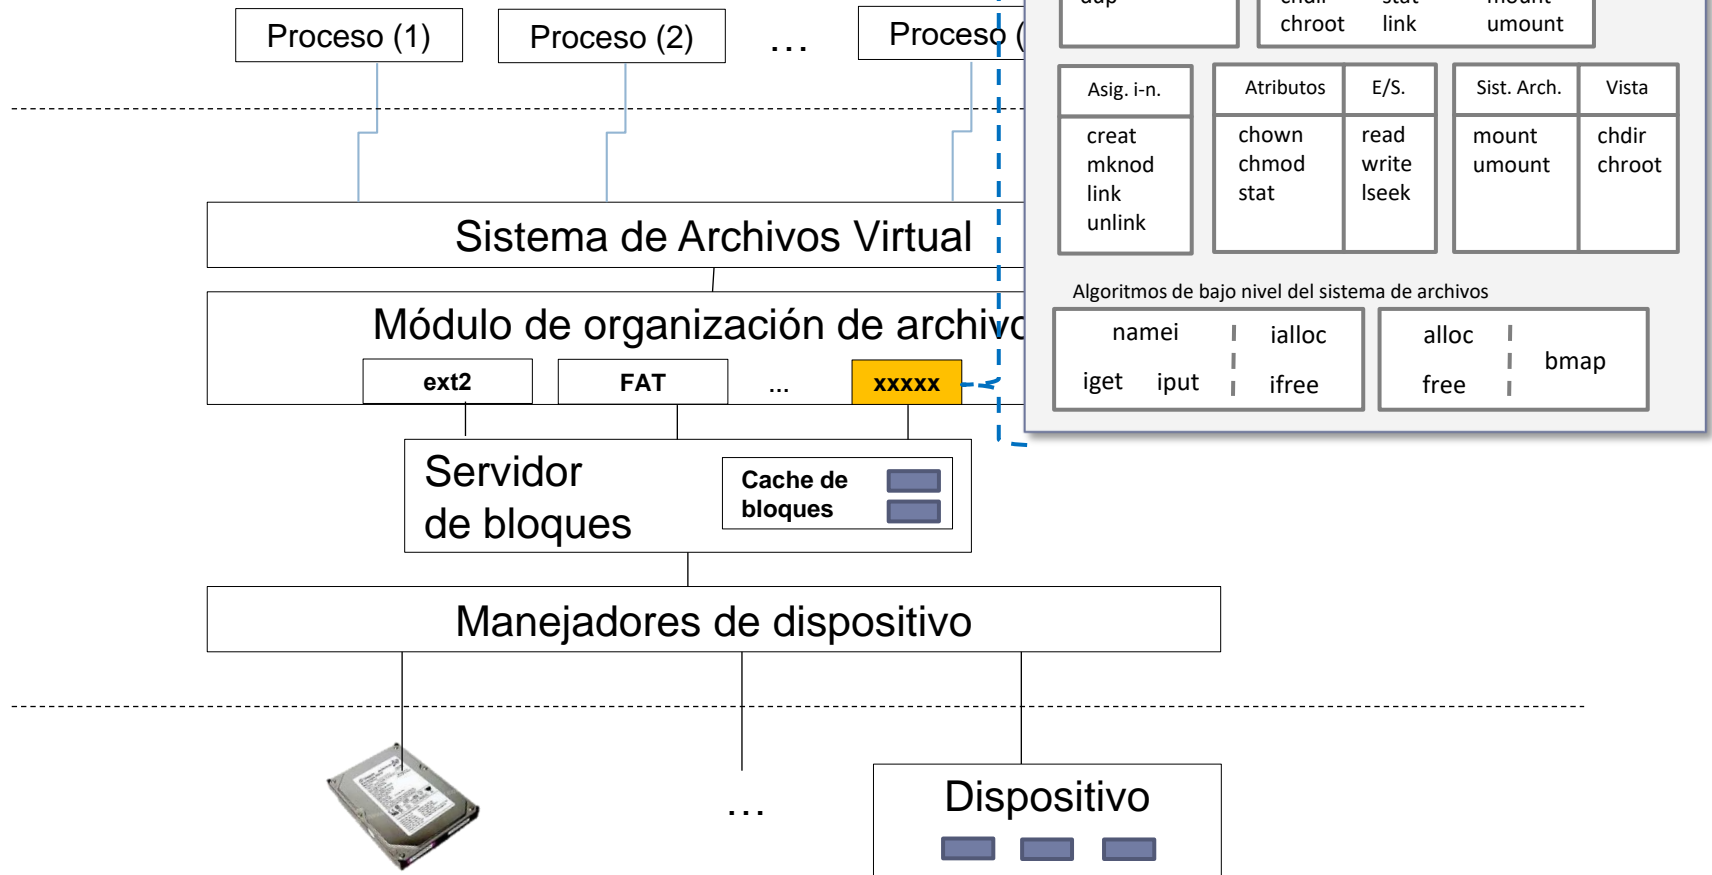 Proceso (1)
Proceso (2)
...
Proceso (
chdir
stat
mount
chroot
link
umount
Asig. i-n.
creat
mknod
link
unlink
Atributos
E/S.
chown
chmod
stat
read
write
lseek
Sist. Arch.
Vista
mount
umount
chdir
chroot
Sistema de Archivos Virtual
Módulo de organización de archivo
ext2
FAT
...
xxxxx
Algoritmos de bajo nivel del sistema de archivos
namei
iget iput
ialloc
ifree
alloc
free
bmap
Servidor
de bloques
Cache de
bloques
Manejadores de dispositivo
...
Dispositivo